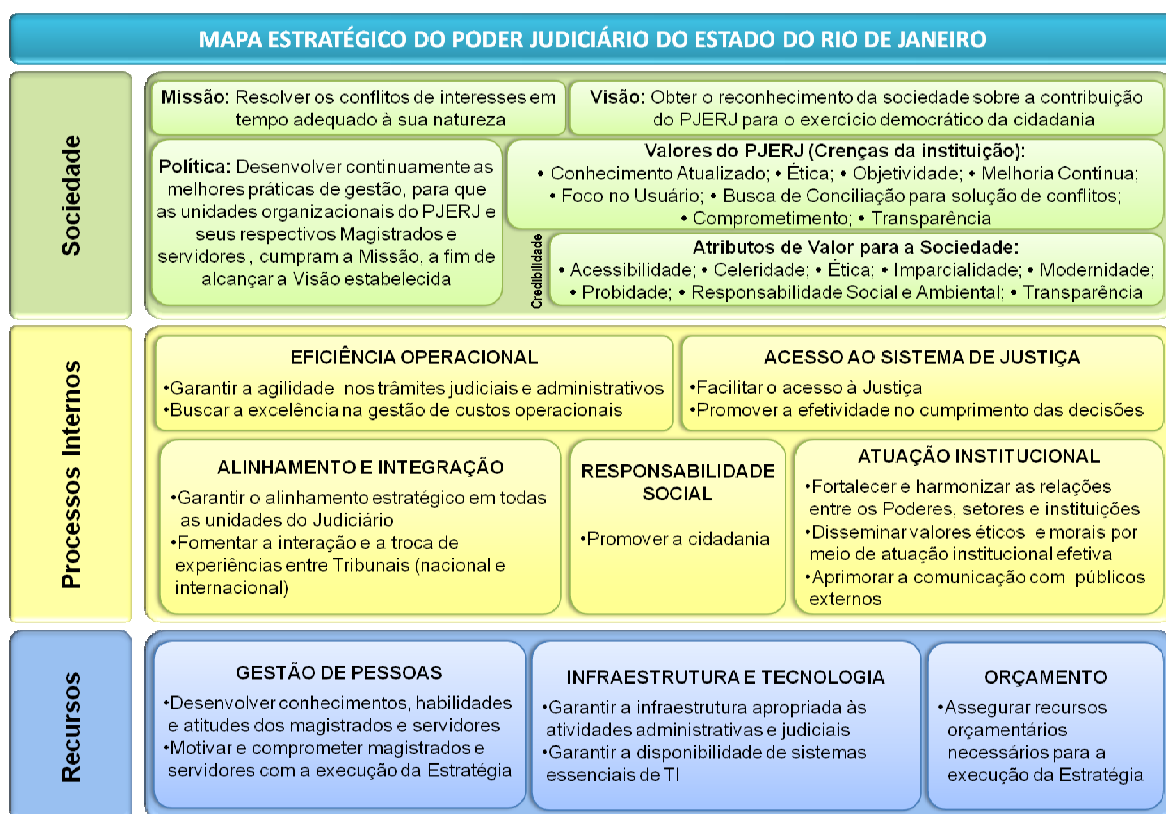 MAPA ESTRATÉGICO DO PODER JUDICIÁRIO DO ESTADO DO RIO DE JANEIRO
Sociedade
Missão: Resolver os conflitos de interesses em
tempo adequado à sua natureza
Visão: Obter o reconhecimento da sociedade sobre a contribuição
do PJERJ para o exercício democrático da cidadania
Política: Desenvolver continuamente as
melhores práticas de gestão, para que
as unidades organizacionais do PJERJ e
seus respectivos Magistrados e
servidores , cumpram a Missão, a fim de
alcançar a Visão estabelecida
Valores do PJERJ (Crenças da instituição):
• Conhecimento Atualizado; • Ética; • Objetividade; • Melhoria Continua;
• Foco no Usuário; • Busca de Conciliação para solução de conflitos;
• Comprometimento; • Transparência
Credibilidade
Atributos de Valor para a Sociedade:
• Acessibilidade; • Celeridade; • Ética; • Imparcialidade; • Modernidade;
• Probidade; • Responsabilidade Social e Ambiental; • Transparência
Processos Internos
EFICIÊNCIA OPERACIONAL
•Garantir a agilidade nos trâmites judiciais e administrativos
•Buscar a excelência na gestão de custos operacionais
ACESSO AO SISTEMA DE JUSTIÇA
•Facilitar o acesso à Justiça
•Promover a efetividade no cumprimento das decisões
ALINHAMENTO E INTEGRAÇÃO
•Garantir o alinhamento estratégico em todas
as unidades do Judiciário
•Fomentar a interação e a troca de
experiências entre Tribunais (nacional e
internacional)
RESPONSABILIDADE
SOCIAL
•Promover a cidadania
ATUAÇÃO INSTITUCIONAL
•Fortalecer e harmonizar as relações
entre os Poderes, setores e instituições
•Disseminar valores éticos e morais por
meio de atuação institucional efetiva
•Aprimorar a comunicação com públicos
externos
Recursos
GESTÃO DE PESSOAS
•Desenvolver conhecimentos, habilidades
e atitudes dos magistrados e servidores
•Motivar e comprometer magistrados e
servidores com a execução da Estratégia
INFRAESTRUTURA E TECNOLOGIA
•Garantir a infraestrutura apropriada às
atividades administrativas e judiciais
•Garantir a disponibilidade de sistemas
essenciais de TI
ORÇAMENTO
•Assegurar recursos
orçamentários
necessários para a
execução da Estratégia